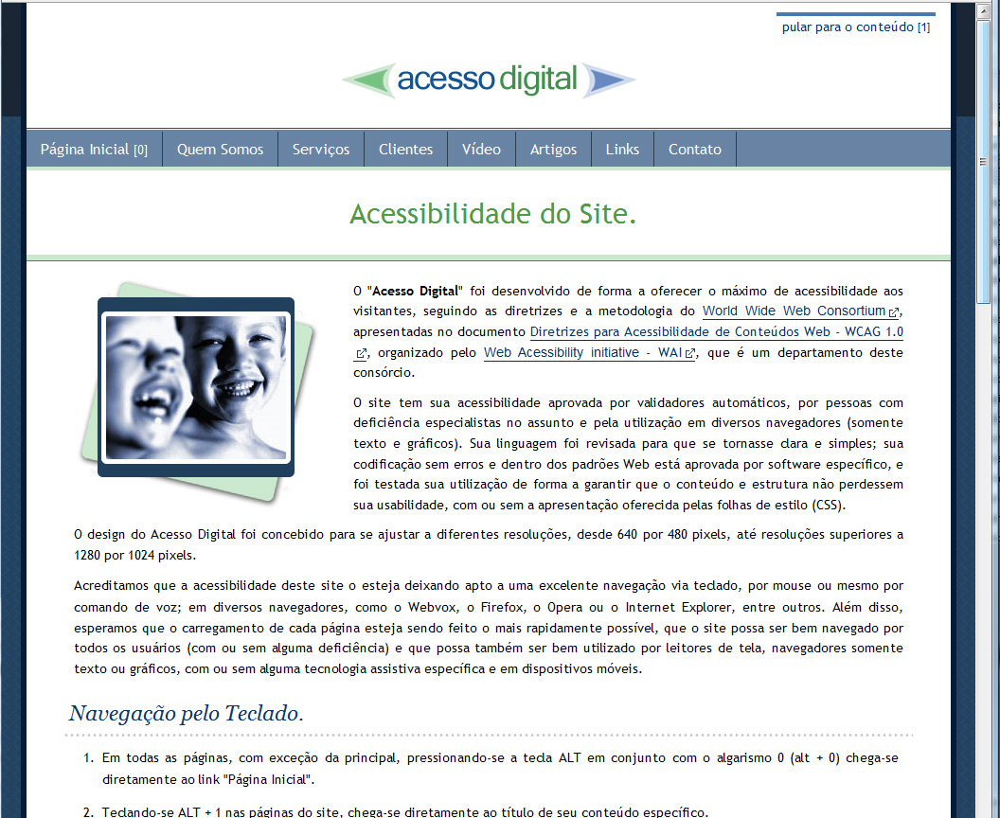 pular para o conteúdo [1]
acesso digital
Página Inicial [0] Quem Somos Serviços Clientes Vídeo Artigos Links Contato
Acessibilidade do Site.
O "Acesso Digital" foi desenvolvido de forma a oferecer o máximo de acessibilidade aos
visitantes, seguindo as diretrizes e a metodologia do World Wide Web Consortium,
apresentadas no documento Diretrizes para Acessibilidade de Conteúdos Web - WCAG 1.0
, organizado pelo Web Acessibility initiative - WAI, que é um departamento deste
consórcio.
O site tem sua acessibilidade aprovada por validadores automáticos, por pessoas com
deficiência especialistas no assunto e pela utilização em diversos navegadores (somente
texto e gráficos). Sua linguagem foi revisada para que se tornasse clara e simples; sua
codificação sem erros e dentro dos padrões Web está aprovada por software específico, e
foi testada sua utilização de forma a garantir que o conteúdo e estrutura não perdessem
sua usabilidade, com ou sem a apresentação oferecida pelas folhas de estilo (CSS).
O design do Acesso Digital foi concebido para se ajustar a diferentes resoluções, desde 640 por 480 pixels, até resoluções superiores a
1280 por 1024 pixels.
Acreditamos que a acessibilidade deste site o esteja deixando apto a uma excelente navegação via teclado, por mouse ou mesmo por
comando de voz; em diversos navegadores, como o Webvox, o Firefox, o Opera ou o Internet Explorer, entre outros. Além disso,
esperamos que o carregamento de cada página esteja sendo feito o mais rapidamente possível, que o site possa ser bem navegado por
todos os usuários (com ou sem alguma deficiência) e que possa também ser bem utilizado por leitores de tela, navegadores somente
texto ou gráficos, com ou sem alguma tecnologia assistiva específica e em dispositivos móveis.
Navegação pelo Teclado.
1. Em todas as páginas, com exceção da principal, pressionando-se a tecla ALT em conjunto com o algarismo 0 (alt + 0) chega-se
diretamente ao link "Página Inicial".
2. Teclando-se ALT + 1 nas páginas do site, chega-se diretamente ao título de seu conteúdo específico.